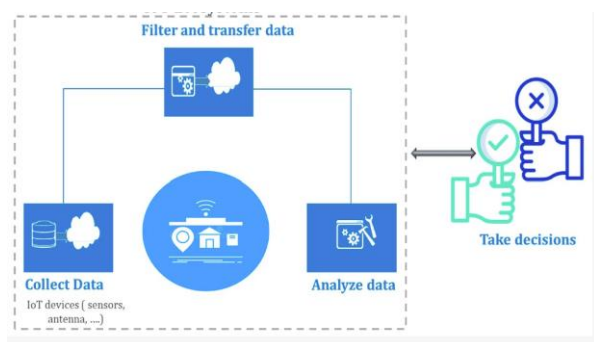 Filter and transfer data
Collect Data
IoT devices ( sensors,
antenna, ....)
Analyze data
Take decisions